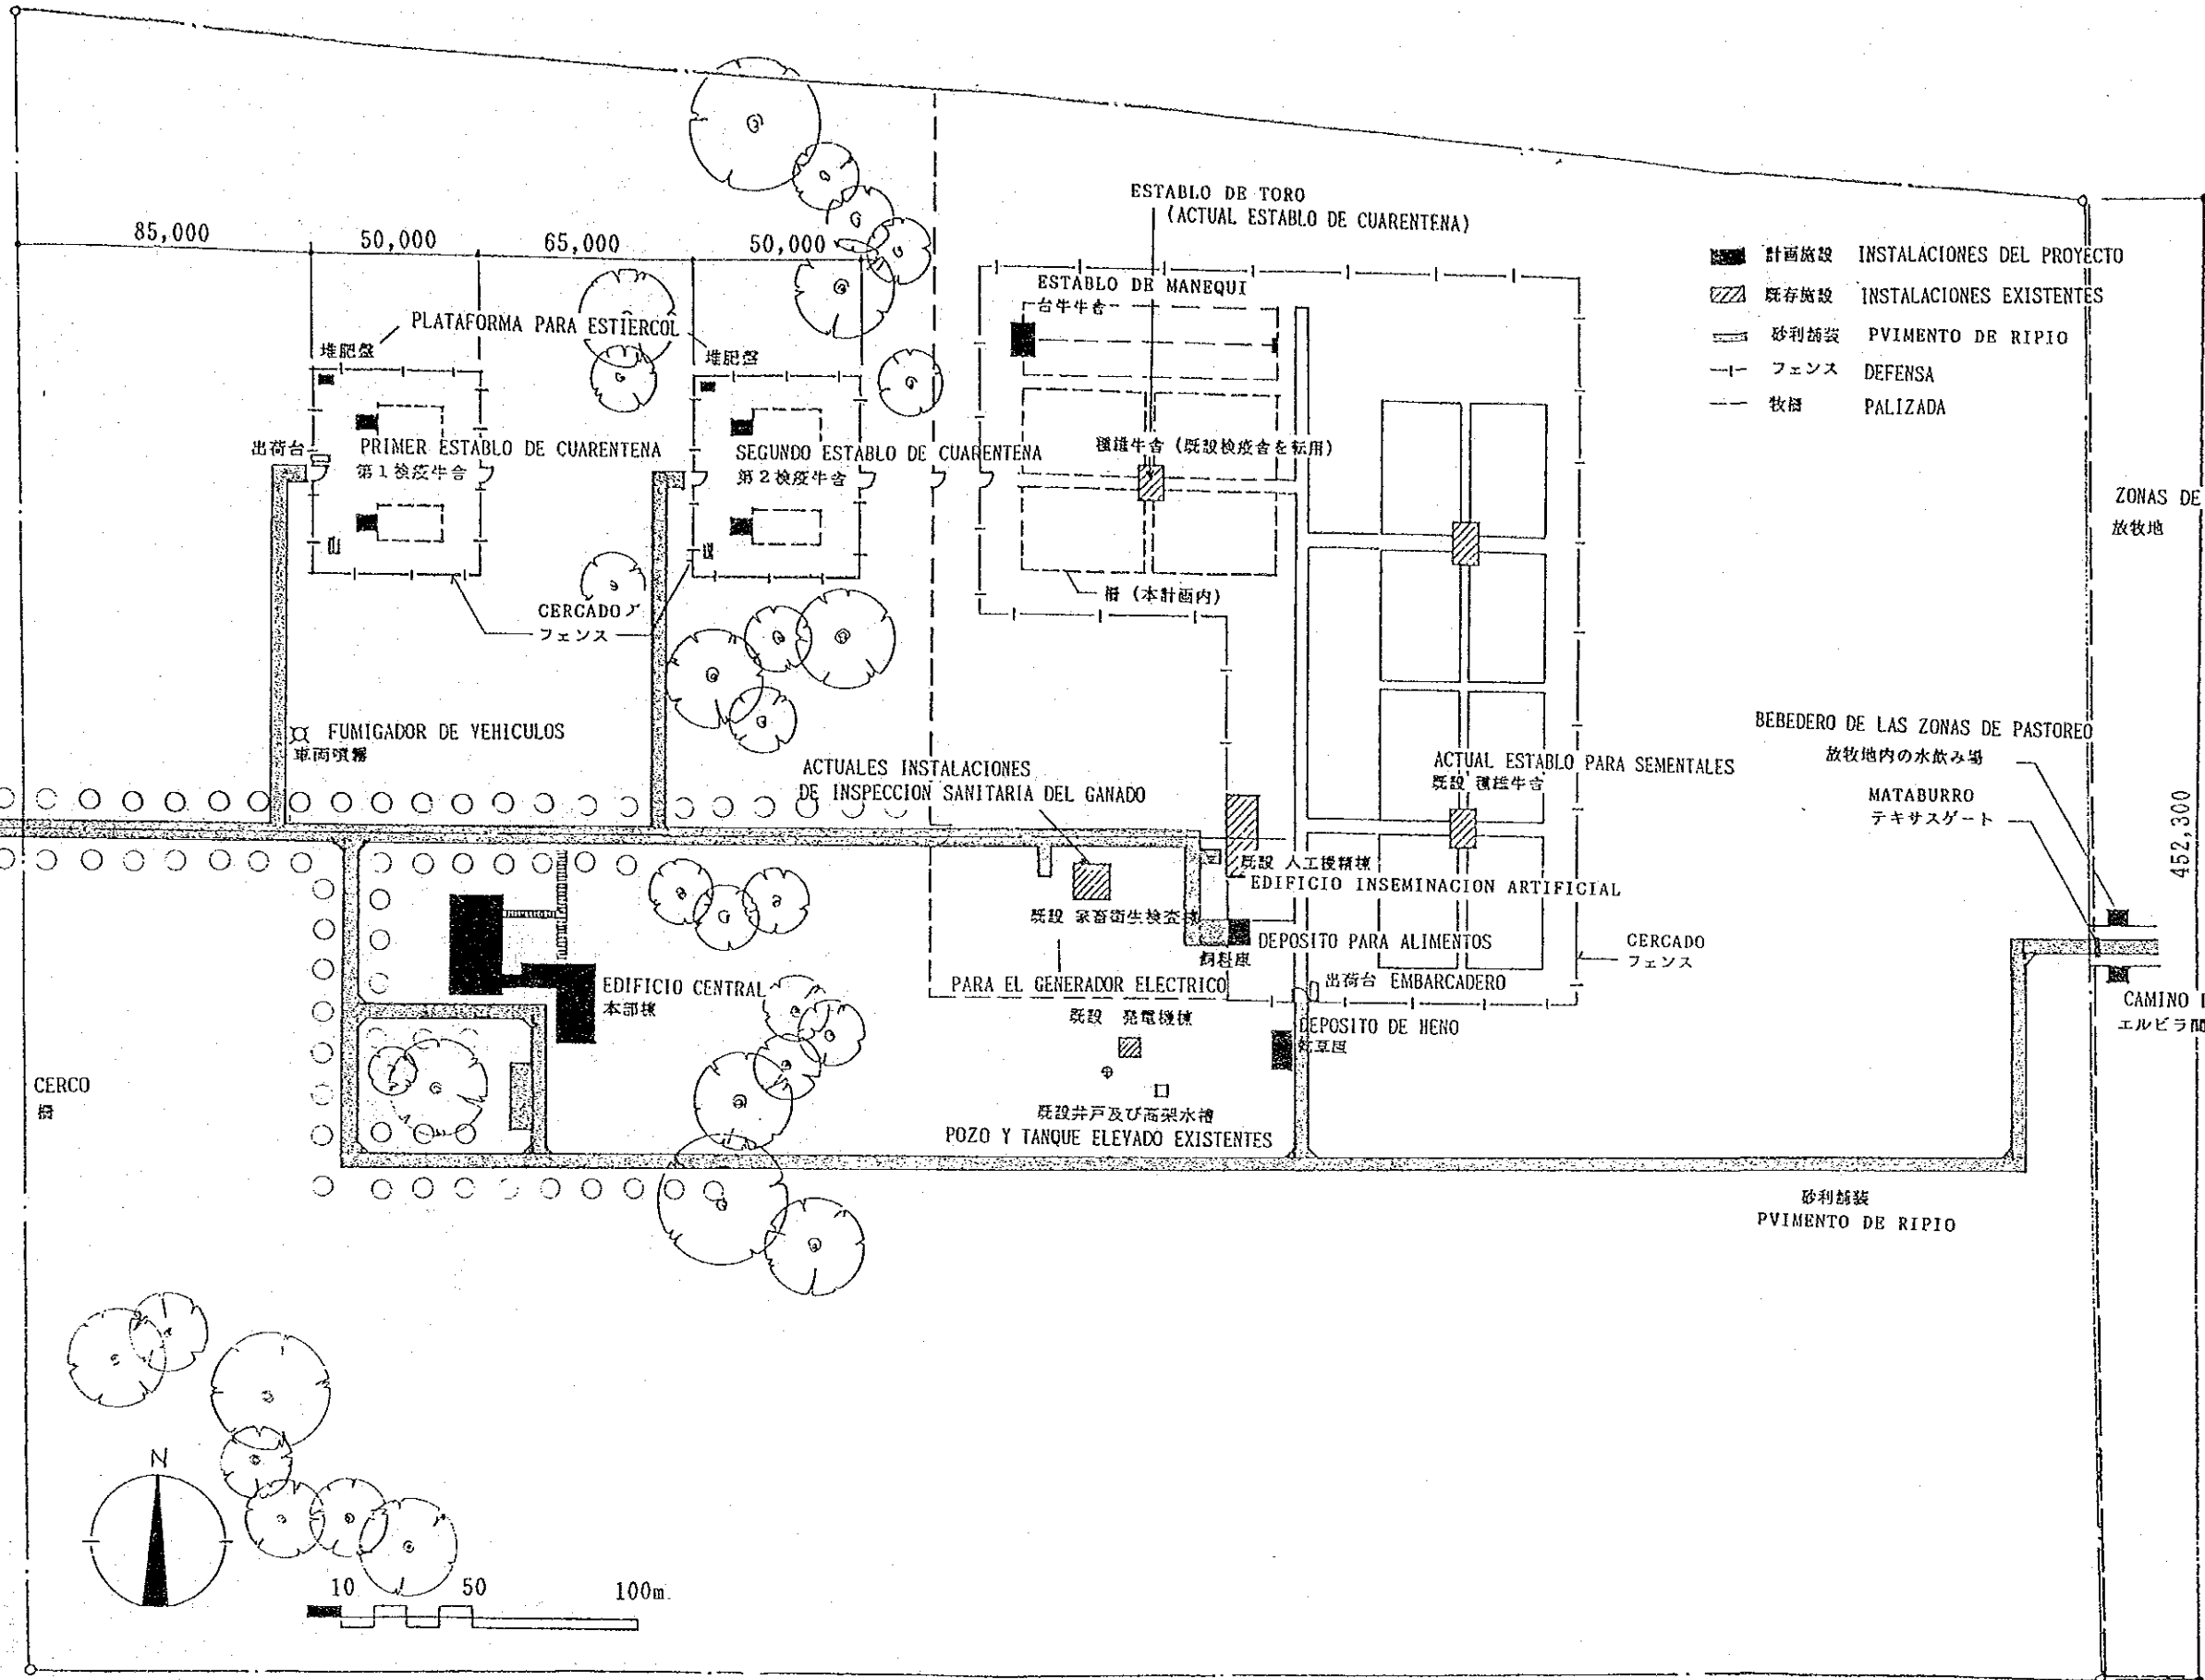 85,000
50,000
65,000
50,000
ESTABLO DE TORO
(ACTUAL ESTABLO DE CUARENTENA)
計画施設 INSTALACIONES DEL PROYECTO
既存施設 INSTALACIONES EXISTENTES
砂利舗装 PVIMENTO DE RIPIO
フェンス DEFENSA
牧柵 PALIZADA
ESTABLO DE MANEQUI
台牛牛舎
PLATAFORMA PARA ESTIERCOL
堆肥盤
堆肥盤
出荷台
PRIMER ESTABLO DE CUARENTENA
第1検疫牛舎
SEGUNDO ESTABLO DE CUARENTENA
第2検疫牛舎
種雄牛舎 (既設検疫舎を転用)
ZONAS DE
放牧地
柵 (本計画内)
CERCADO
フェンス
FUMIGADOR DE VEHICULOS
車両噴霧
ACTUALES INSTALACIONES
DE INSPECCION SANITARIA DEL GANADO
ACTUAL ESTABLO PARA SEMENTALES
既設 種雄牛舎
BEBEDERO DE LAS ZONAS DE PASTOREO
放牧地内の水飲み場
MATABURRO
テキサスゲート
452,300
既設 人工授精棟
EDIFICIO INSEMINACION ARTIFICIAL
既設 家畜衛生検査棟
DEPOSITO PARA ALIMENTOS
飼料庫
CERCADO
フェンス
EDIFICIO CENTRAL
本部棟
PARA EL GENERADOR ELECTRICO
既設 発電機棟
出荷台 EMBARCADERO
DEPOSITO DE HENO
乾草庫
CAMINO
エルビラ
CERCO
柵
既設井戸及び高架水槽
POZO Y TANQUE ELEVADO EXISTENTES
砂利舗装
PVIMENTO DE RIPIO
N
10 50 100m.